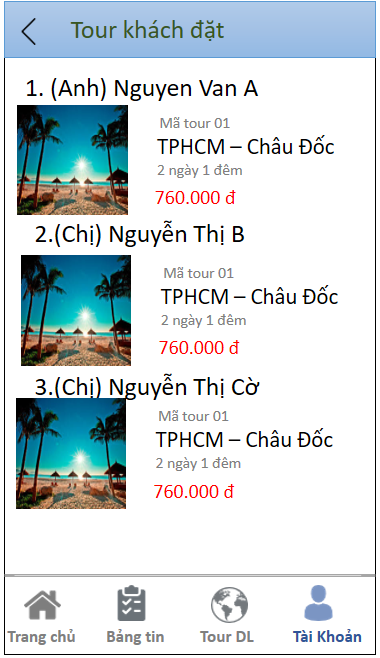 Tour khách đặt
1. (Anh) Nguyen Van A
Mã tour 01
TPHCM – Châu Đốc
2 ngày 1 đêm
760.000 đ
2.(Chị) Nguyễn Thị B
Mã tour 01
TPHCM – Châu Đốc
2 ngày 1 đêm
760.000 đ
3.(Chị) Nguyễn Thị Cờ
Mã tour 01
TPHCM – Châu Đốc
2 ngày 1 đêm
760.000 đ
Trang chủ Bảng tin Tour DL Tài Khoản